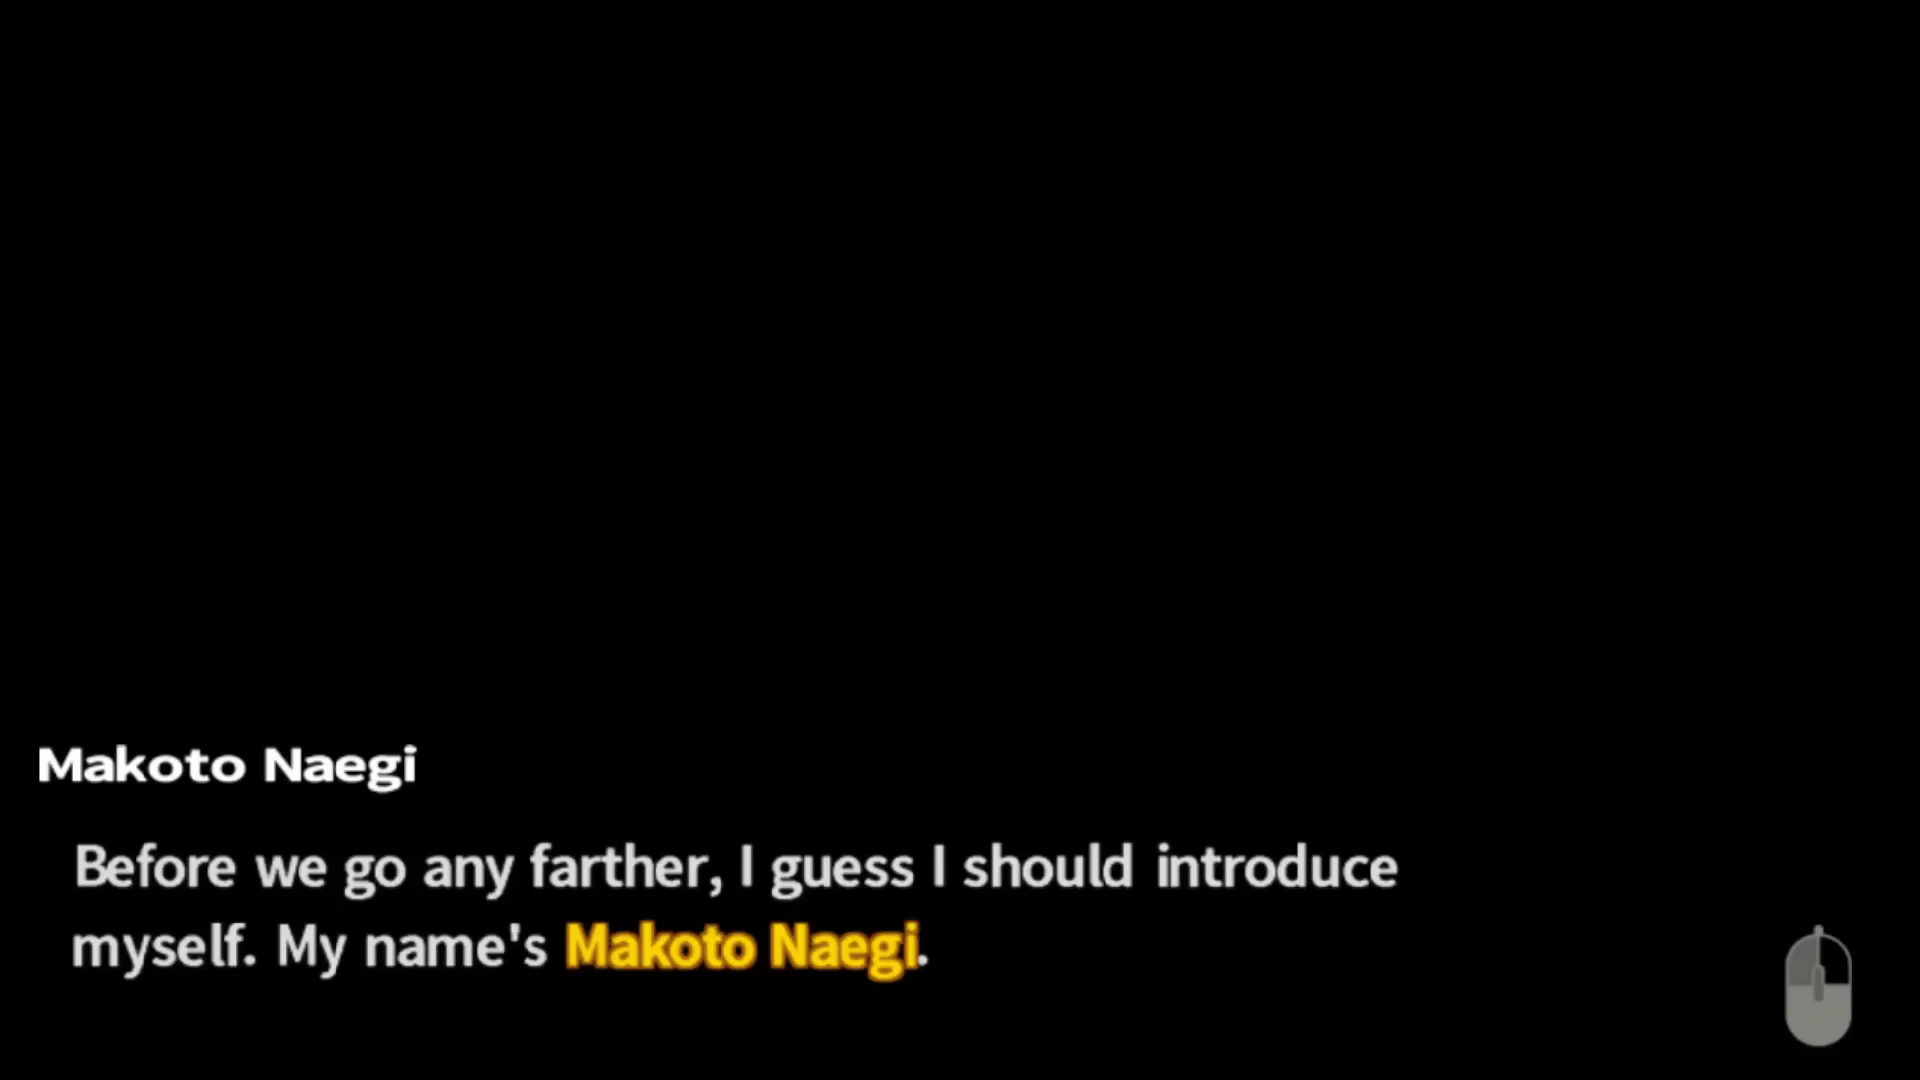 Makoto Naegi
Before we go any farther, I guess I should introduce
myself. My name's Makoto Naegi.